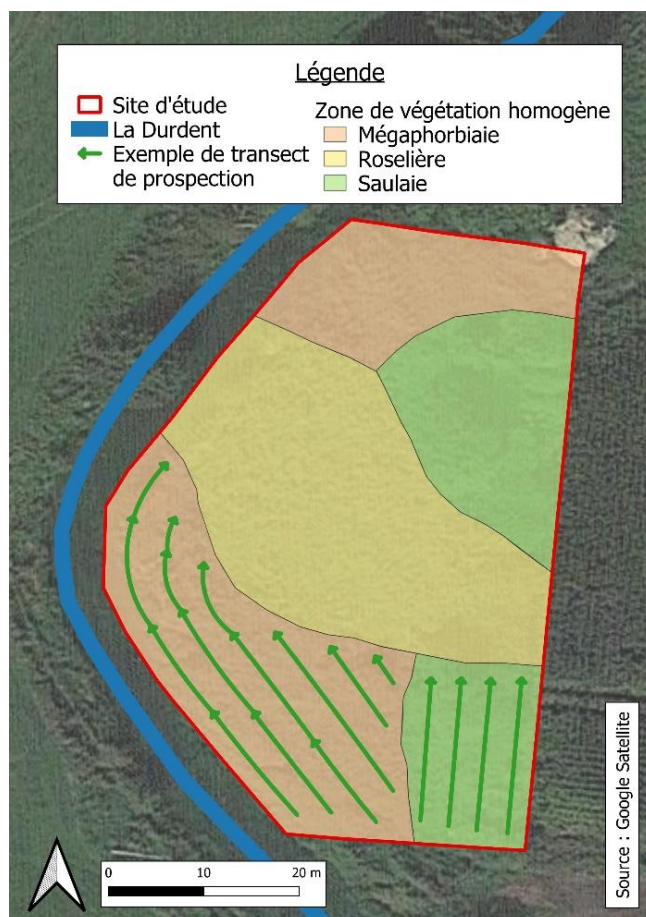 Légende
Site d'étude
La Durdent
Exemple de transect
de prospection
Zone de végétation homogène
Mégaphorbiaie
Roselière
Saulaie
0 10 20 m
Source : Google Satellite